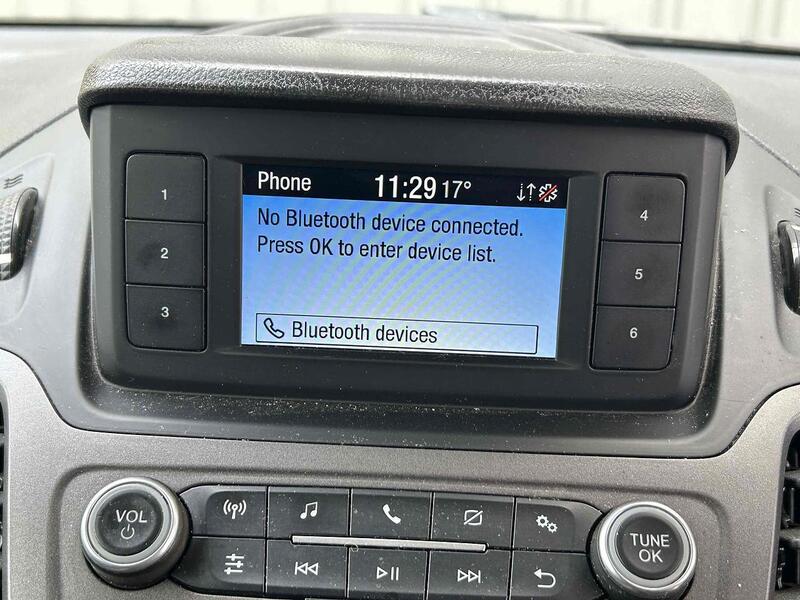 1
2
3
Phone 11:29 17°
No Bluetooth device connected.
Press OK to enter device list.
Bluetooth devices
4
5
6
VOL
TUNE
OK